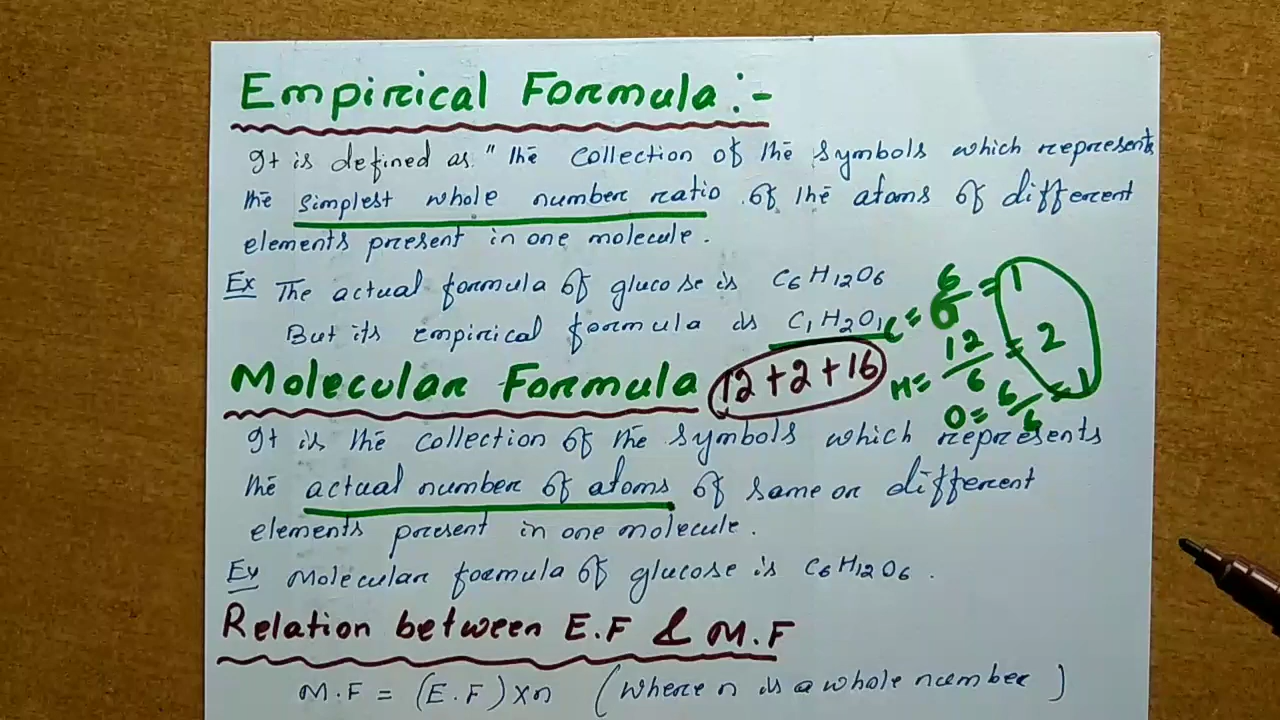 Empirical Formula :-
It is defined as "The collection of the symbols which represents
the simplest whole number ratio of the atoms of different
elements present in one molecule.
Ex The actual formula of glucose is C6H12O6
But its empirical formula is C1H2O1
C = 6/6 = 1
H = 12/6 = 2
O = 6/6 = 1
Molecular Formula 12+2+16
It is the collection of the symbols which represents
the actual number of atoms of same or different
elements present in one molecule.
Ex Molecular formula of glucose is C6H12O6.
Relation between E.F & M.F
M.F = (E.F) x n (Where n is a whole number)